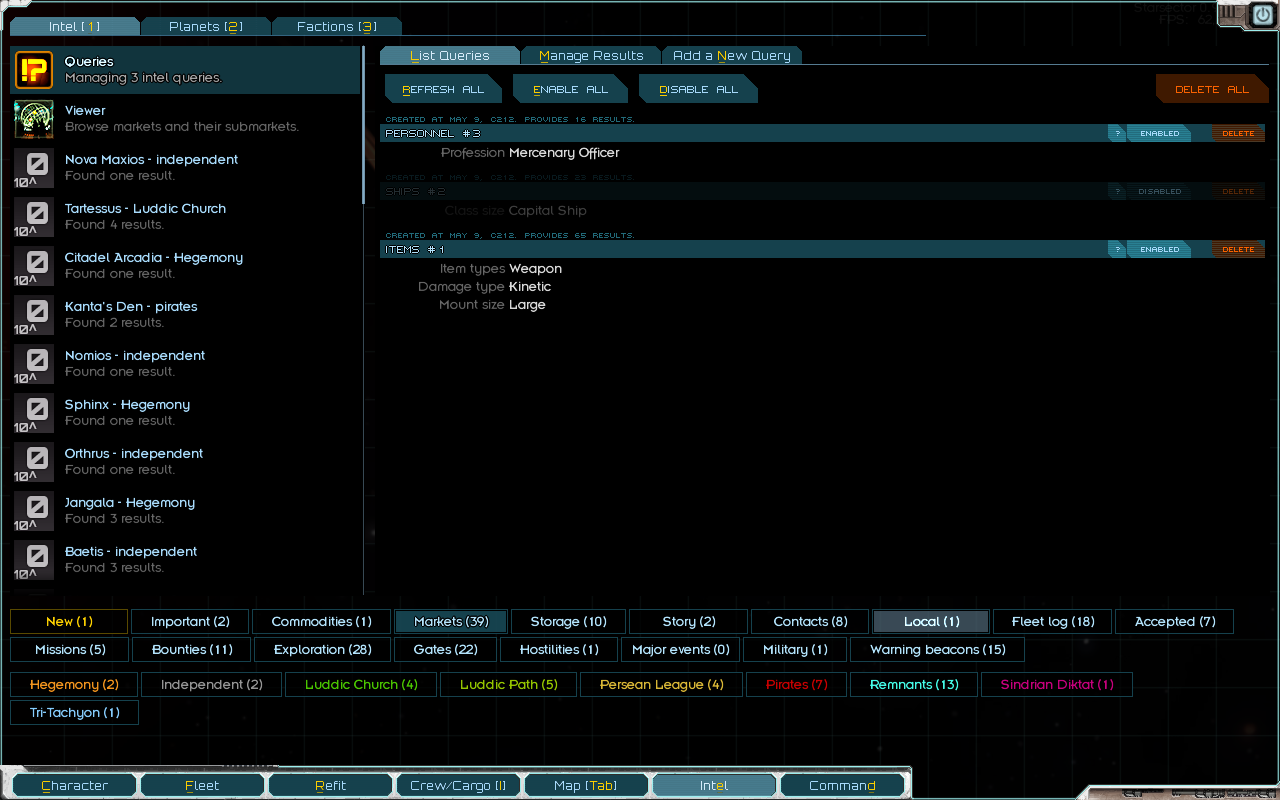 Starsector
FPS: 62
Intel [1]
Planets [2]
Factions [3]
Queries
Managing 3 intel queries.
Viewer
Browse markets and their submarkets.
Nova Maxios - independent
Found one result.
10^
Tartessus - Luddic Church
Found 4 results.
10^
Citadel Arcadia - Hegemony
Found one result.
10^
Kanta's Den - pirates
Found 2 results.
10^
Nomios - independent
Found one result.
10^
Sphinx - Hegemony
Found one result.
10^
Orthrus - independent
Found one result.
10^
Jangala - Hegemony
Found 3 results.
10^
Baetis - independent
Found 3 results.
10^
List Queries
Manage Results
Add a New Query
REFRESH ALL
ENABLE ALL
DISABLE ALL
DELETE ALL
CREATED AT MAY 9, C212. PROVIDES 16 RESULTS.
PERSONNEL #3
? ENABLED DELETE
Profession Mercenary Officer
CREATED AT MAY 9, C212. PROVIDES 23 RESULTS.
SHIPS #2
? DISABLED DELETE
Class size Capital Ship
CREATED AT MAY 9, C212. PROVIDES 65 RESULTS.
ITEMS #1
? ENABLED DELETE
Item types Weapon
Damage type Kinetic
Mount size Large
New (1)
Important (2)
Commodities (1)
Markets (39)
Storage (10)
Story (2)
Contacts (8)
Local (1)
Fleet log (18)
Accepted (7)
Missions (5)
Bounties (11)
Exploration (28)
Gates (22)
Hostilities (1)
Major events (0)
Military (1)
Warning beacons (15)
Hegemony (2)
Independent (2)
Luddic Church (4)
Luddic Path (5)
Persean League (4)
Pirates (7)
Remnants (13)
Sindrian Diktat (1)
Tri-Tachyon (1)
Character
Fleet
Refit
Crew/Cargo [I]
Map [Tab]
Intel
Command